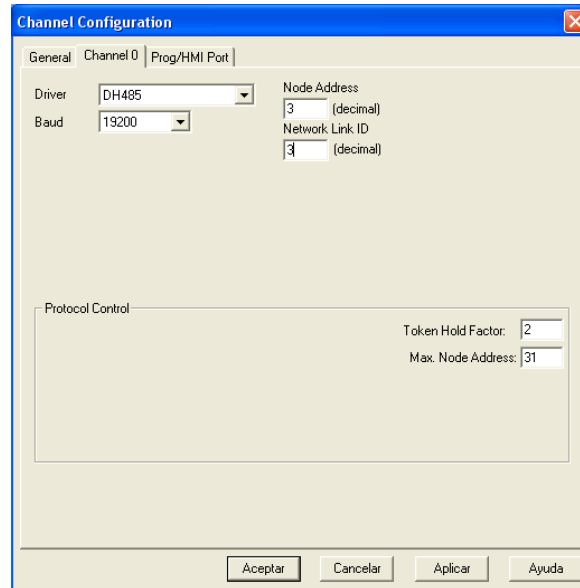 Channel Configuration
General Channel 0 Prog/HMI Port
Driver DH485
Baud 19200
Node Address
3 (decimal)
Network Link ID
3 (decimal)
Protocol Control
Token Hold Factor: 2
Max. Node Address: 31
Aceptar Cancelar Aplicar Ayuda